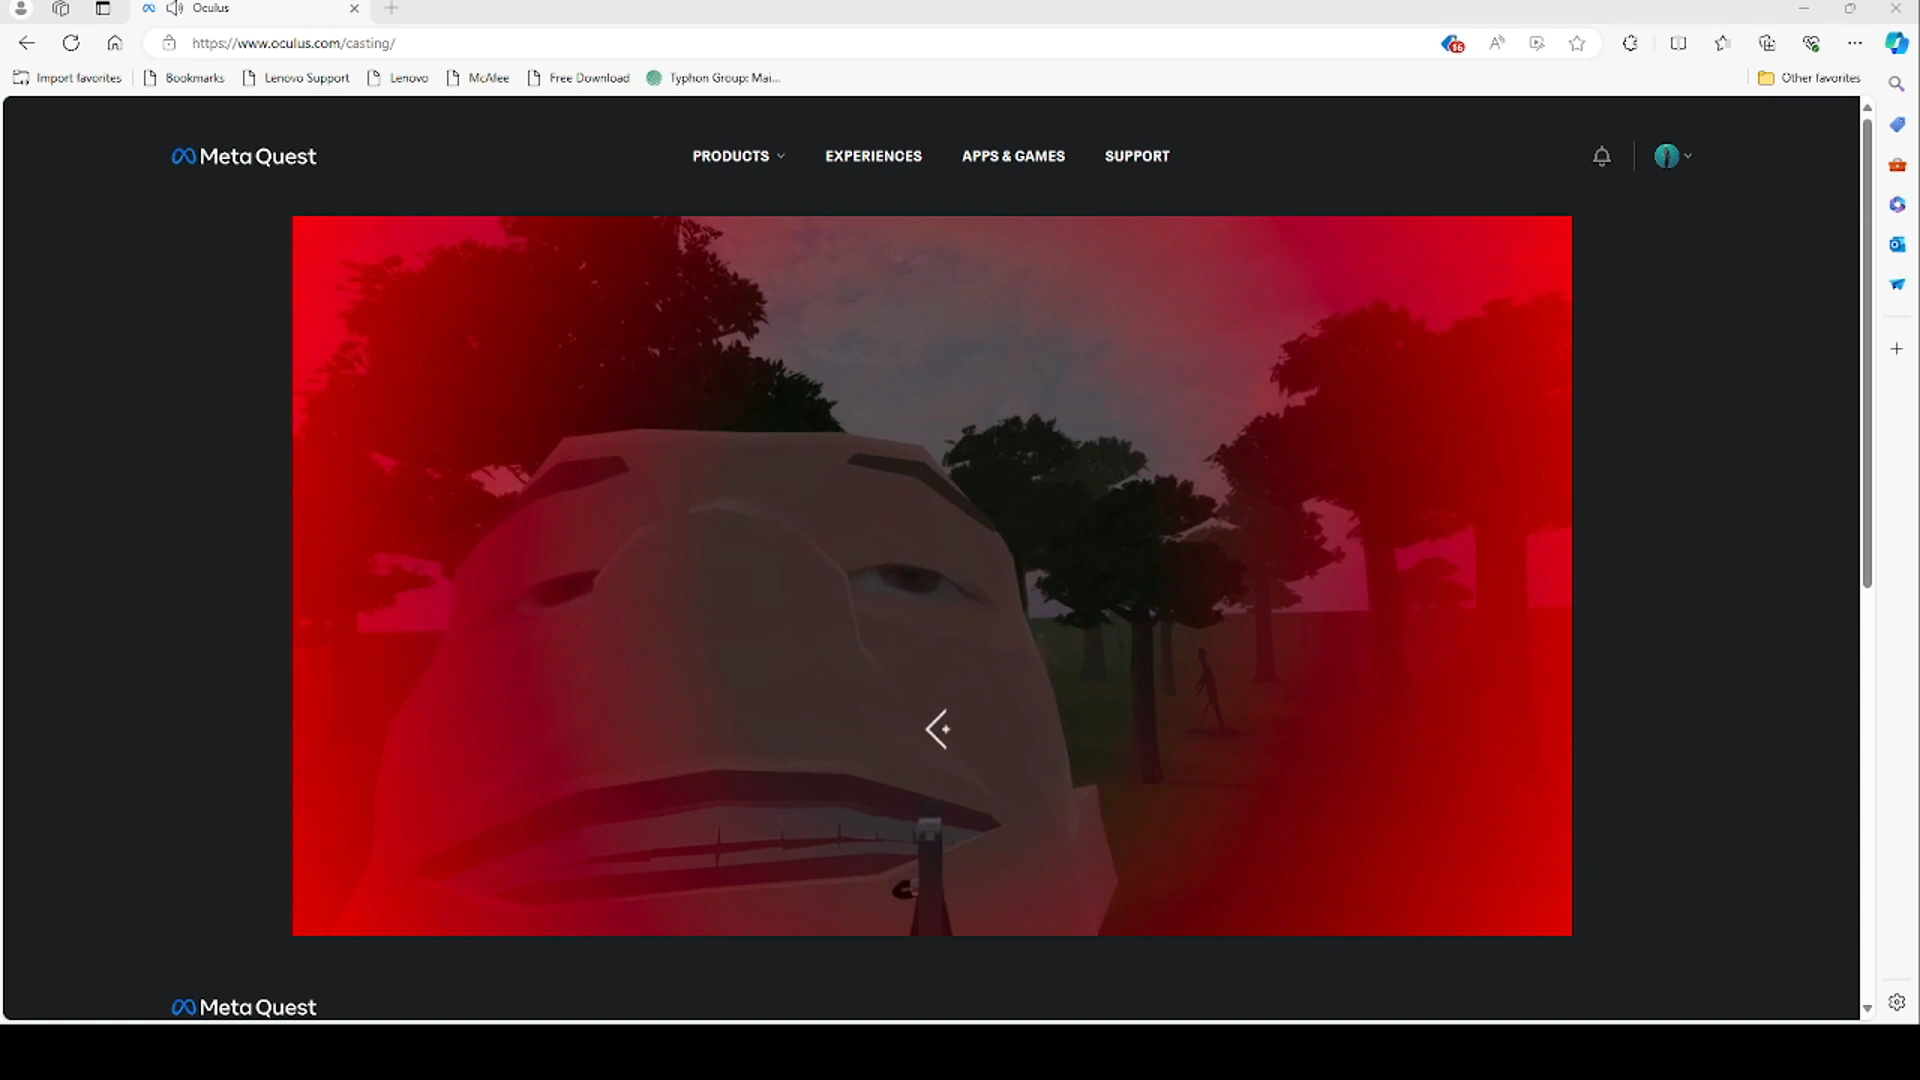 Oculus
https://www.oculus.com/casting/
16
Import favorites Bookmarks Lenovo Support Lenovo McAfee Free Download Typhon Group: Mai... Other favorites
Meta Quest PRODUCTS EXPERIENCES APPS & GAMES SUPPORT
Meta Quest